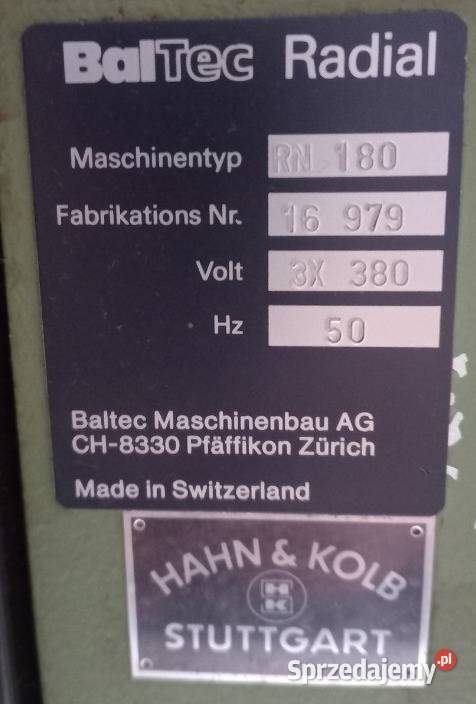 BalTec Radial
Maschinentyp RN 180
Fabrikations Nr. 16 979
Volt 3X 380
Hz 50
Baltec Maschinenbau AG
CH-8330 Pfäffikon Zürich
Made in Switzerland
HAHN & KOLB
HK
STUTTGART
Sprzedajemy.pl